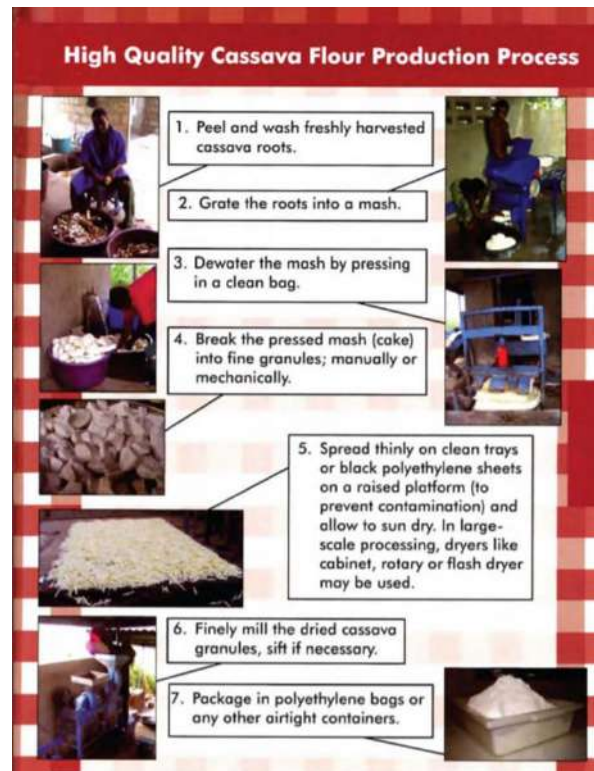 High Quality Cassava Flour Production Process
1. Peel and wash freshly harvested
cassava roots.
2. Grate the roots into a mash.
3. Dewater the mash by pressing
in a clean bag.
4. Break the pressed mash (cake)
into fine granules; manually or
mechanically.
5. Spread thinly on clean trays
or black polyethylene sheets
on a raised platform (to
prevent contamination) and
allow to sun dry. In large-
scale processing, dryers like
cabinet, rotary or flash dryer
may be used.
6. Finely mill the dried cassava
granules, sift if necessary.
7. Package in polyethylene bags or
any other airtight containers.